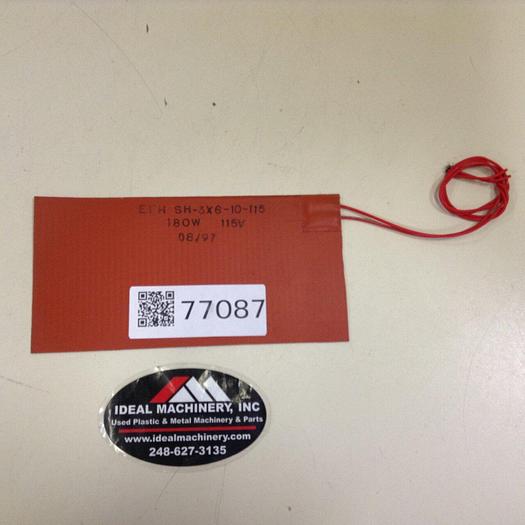 SH-3X6-10-115
180W 115V
08/97
77087
IDEAL MACHINERY, INC
Used Plastic & Metal Machinery & Parts
www.idealmachinery.com
248-627-3135